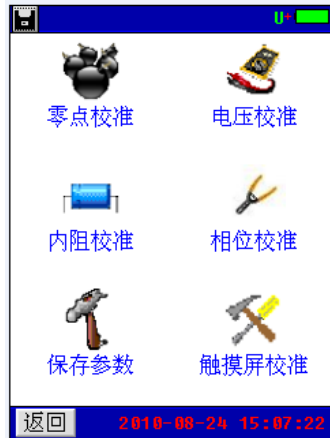 U+
零点校准 电压校准
内阻校准 相位校准
保存参数 触摸屏校准
返回 2010-08-24 15:07:22